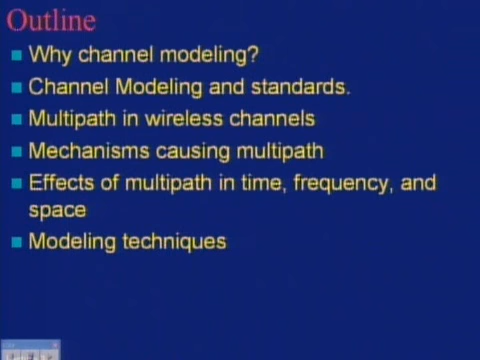 Outline
Why channel modeling?
Channel Modeling and standards.
Multipath in wireless channels
Mechanisms causing multipath
Effects of multipath in time, frequency, and
space
Modeling techniques